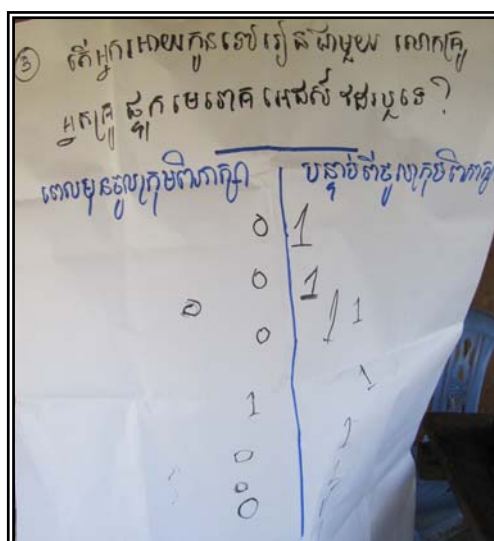 ③ តើអ្នកអោយកូនទៅរៀនជាមួយ លោកគ្រូ
អ្នកគ្រូ ផ្ទុកមេរោគអេដស៍ ដែរឬទេ?
ពេលមុនចូលក្រុមពិភាក្សា
បន្ទាប់ពីចូលក្រុមពិភាក្សា
0 1
0 1
0 / 1
0
1
1
1
0
0
0